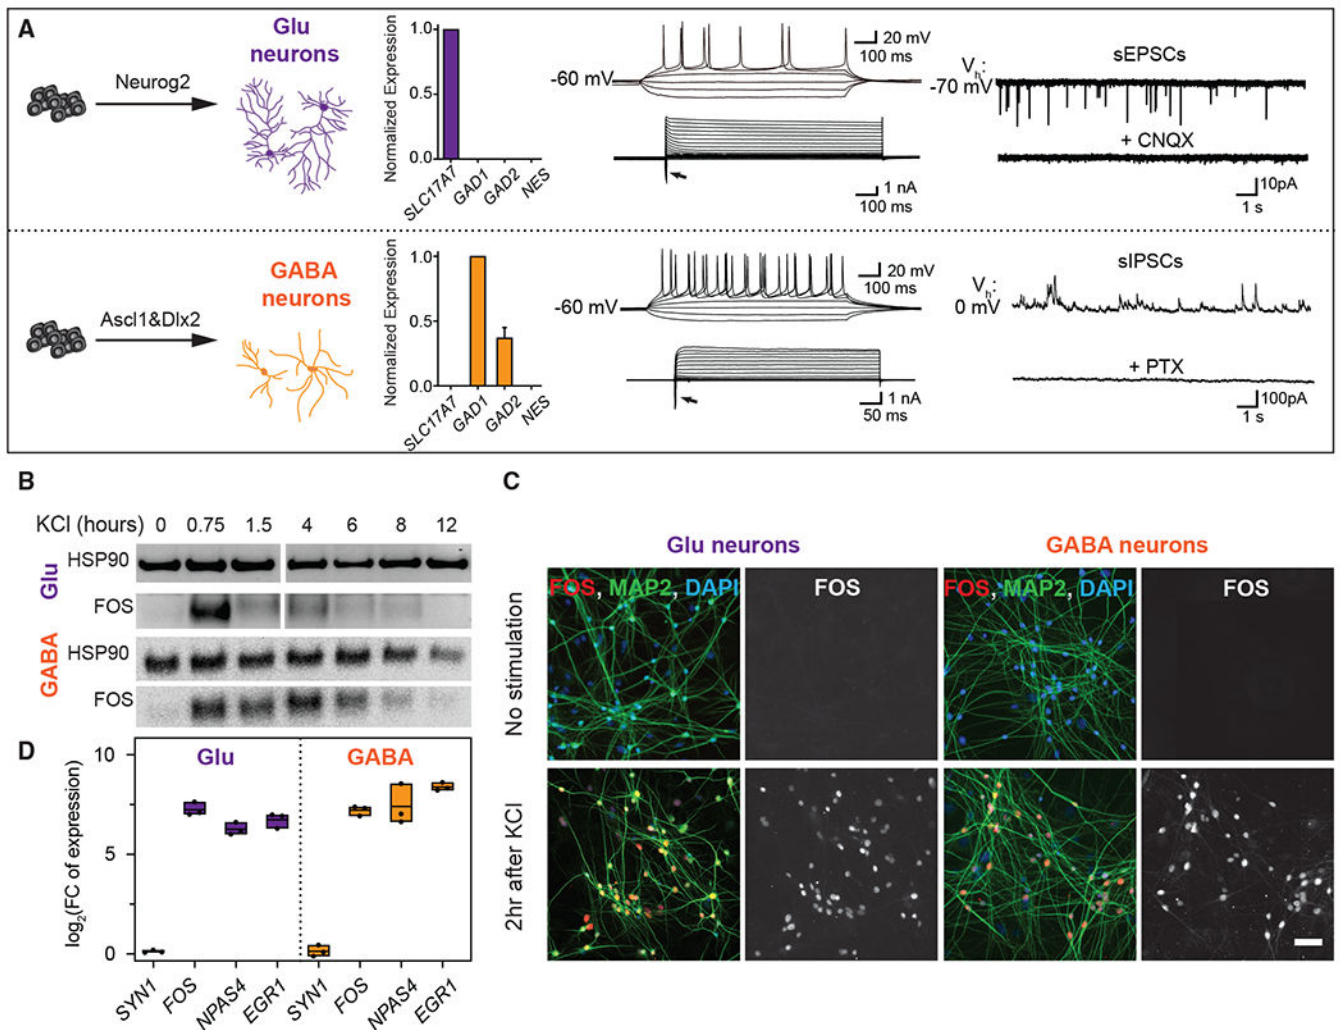 A
Neurog2
Glu
neurons
Normalized Expression
1.0
0.5
0.0
SLC17A7
GAD1
GAD2
NES
-60 mV
20 mV
100 ms
1 nA
100 ms
Vh:
-70 mV
sEPSCs
+ CNQX
10pA
1 s
Ascl1&Dlx2
GABA
neurons
Normalized Expression
1.0
0.5
0.0
SLC17A7
GAD1
GAD2
NES
-60 mV
20 mV
100 ms
1 nA
50 ms
Vh:
0 mV
sIPSCs
+ PTX
100pA
1 s
B
KCl (hours) 0 0.75 1.5 4 6 8 12
Glu
HSP90
FOS
GABA
HSP90
FOS
C
Glu neurons
GABA neurons
No stimulation
FOS, MAP2, DAPI
FOS
FOS, MAP2, DAPI
FOS
2hr after KCl
D
log2(FC of expression)
10
5
0
Glu
GABA
SYN1
FOS
NPAS4
EGR1
SYN1
FOS
NPAS4
EGR1